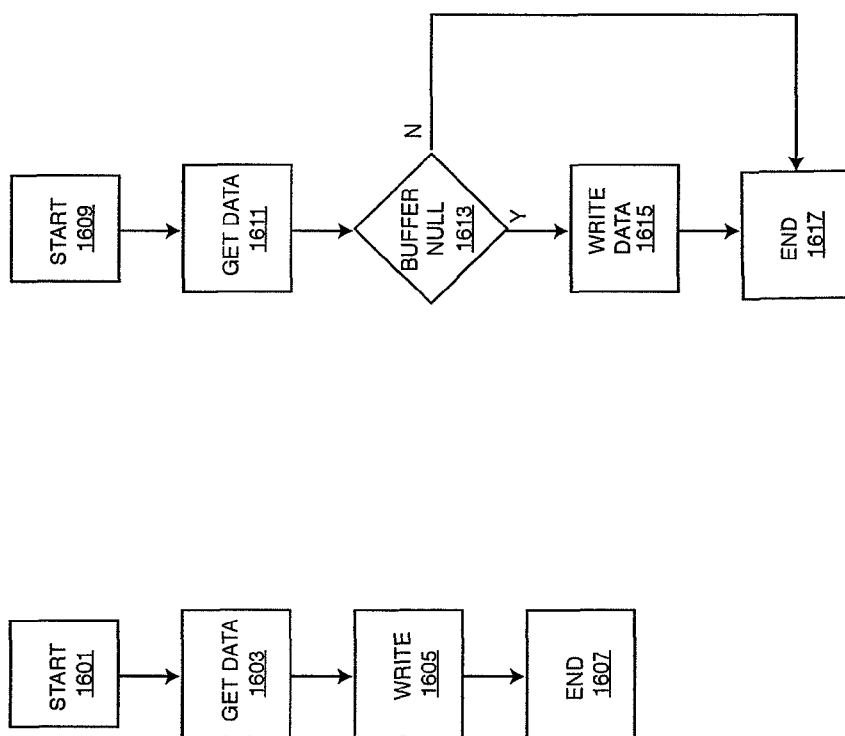 START
1609
GET DATA
1611
BUFFER
NULL
1613
N
Y
WRITE
DATA
1615
END
1617
START
1601
GET DATA
1603
WRITE
1605
END
1607